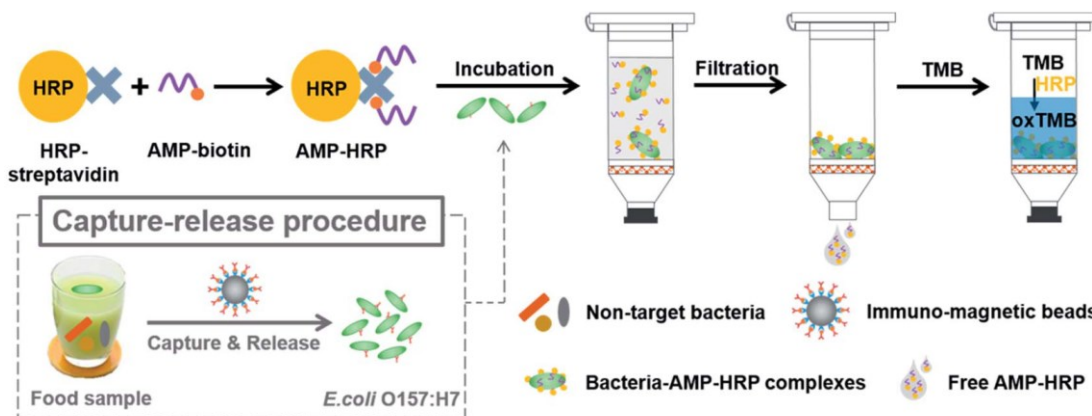 HRP
HRP-
streptavidin
+
AMP-biotin
HRP
AMP-HRP
Incubation
Filtration
TMB
TMB
HRP
oxTMB
Capture-release procedure
Capture & Release
Food sample
E.coli O157:H7
Non-target bacteria
Immuno-magnetic beads
Bacteria-AMP-HRP complexes
Free AMP-HRP